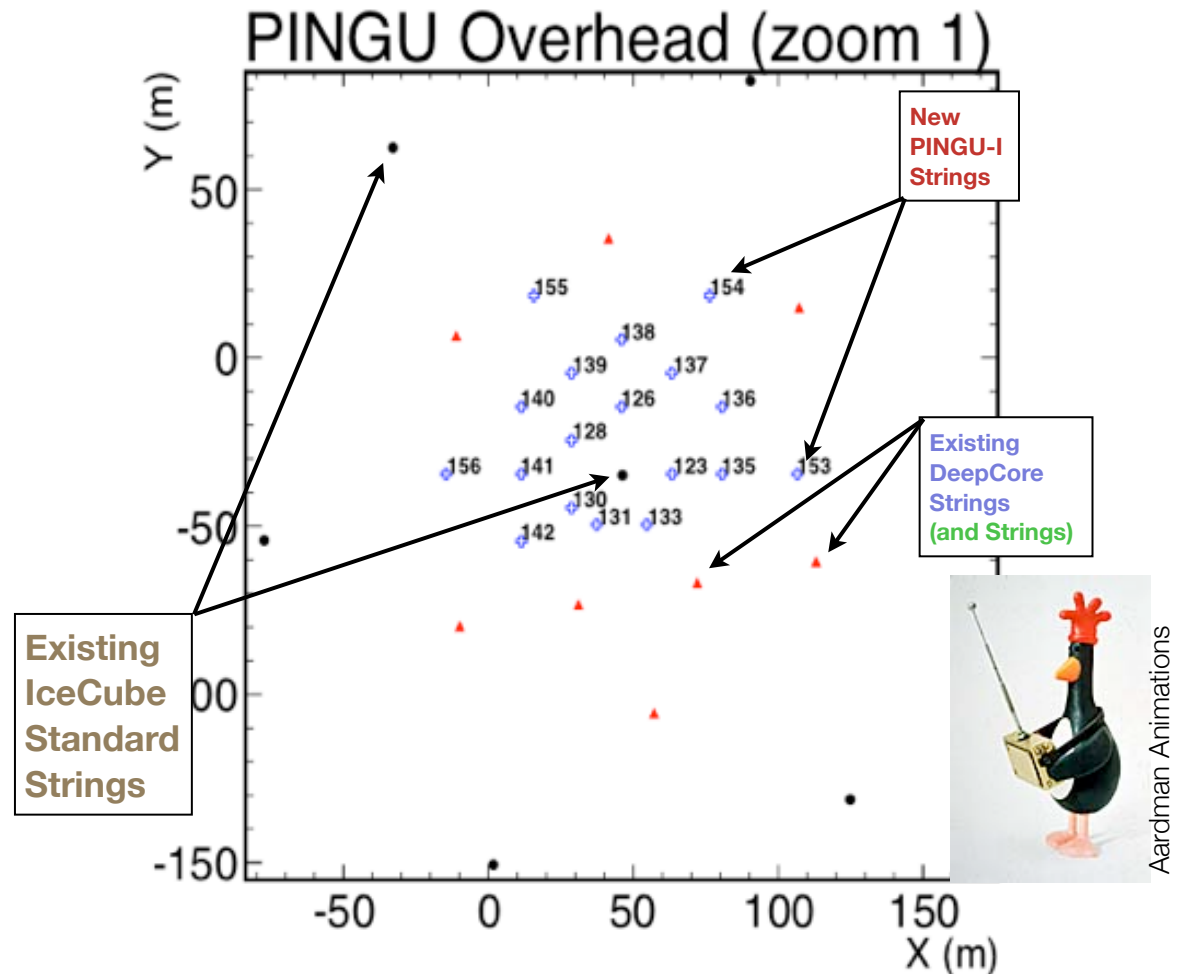 PINGU Overhead (zoom 1)
Y (m)
New
PINGU-I
Strings
50
155
154
138
0
139
137
140
126
136
128
156
141
123
135
153
Existing
DeepCore
Strings
(and Strings)
130
-50
131
133
142
Existing
IceCube
Standard
Strings
00
-150
-50
0
50
100
150
X (m)
Aardman Animations